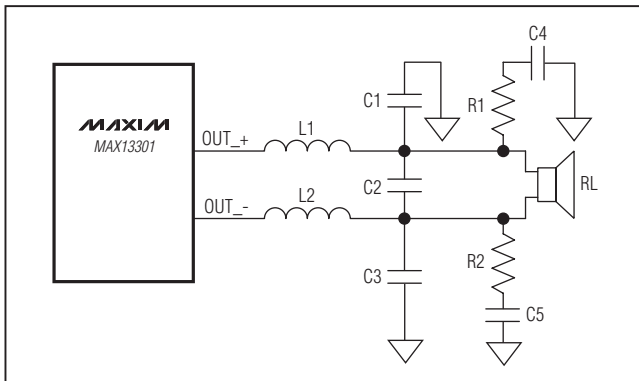 C4
C1
R1
MAXIM
MAX13301
OUT_+
L1
C2
RL
OUT_-
L2
R2
C3
C5